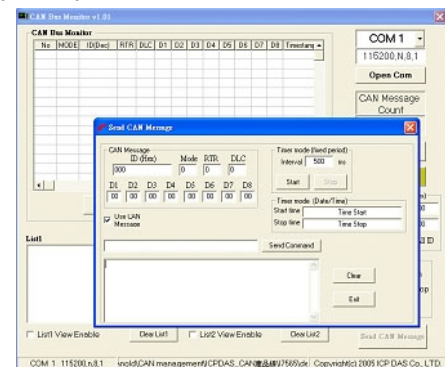 CAN Bus Monitor v1.01
CAN Bus Monitor
No MODE ID(Dec) RTR DLC D1 D2 D3 D4 D5 D6 D7 D8 Timestamp
COM 1
115200,N,8,1
Open Com
CAN Message
Count
Send CAN Message
CAN Message
ID (Hex) Mode RTR DLC
000 0 0 0
D1 D2 D3 D4 D5 D6 D7 D8
00 00 00 00 00 00 00 00
Use CAN
Message
Timer mode (fixed period)
Interval 500 ms
Start Stop
Timer mode (Date/Time)
Start time Time Start
Stop time Time Stop
Send Command
Clear
Exit
List1
List1 View Enable
Clear List1
List2 View Enable
Clear List2
Send CAN Message
COM 1 115200,n,8,1
Copyright(c) 2005 ICP DAS Co., LTD.